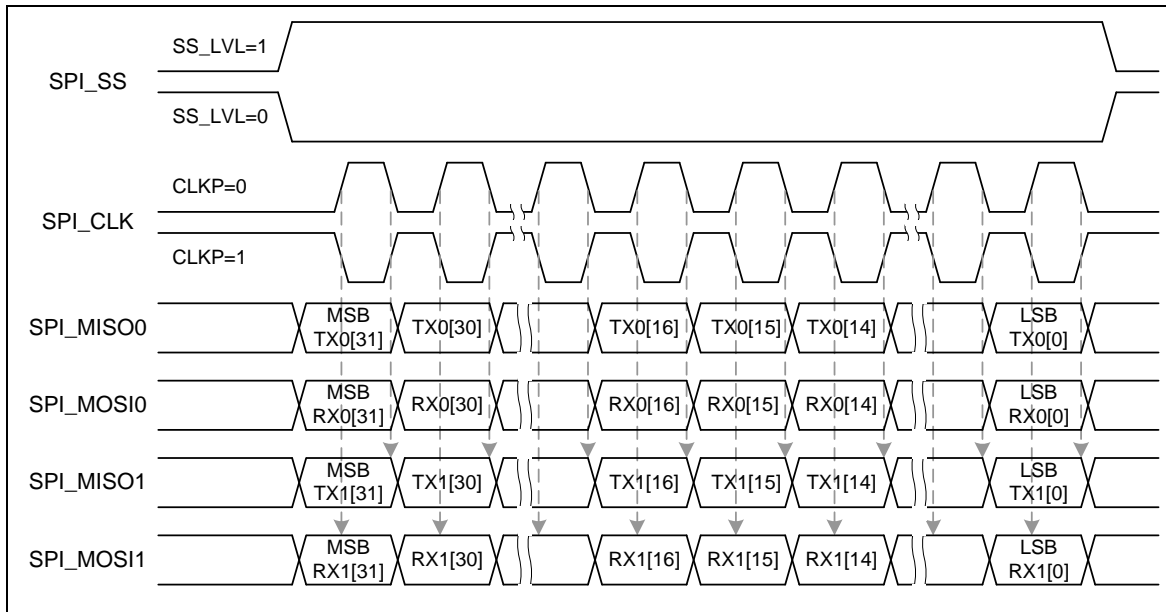 SS_LVL=1
SPI_SS
SS_LVL=0
CLKP=0
SPI_CLK
CLKP=1
SPI_MISO0
MSB
TX0[31]
TX0[30]
TX0[16]
TX0[15]
TX0[14]
LSB
TX0[0]
SPI_MOSI0
MSB
RX0[31]
RX0[30]
RX0[16]
RX0[15]
RX0[14]
LSB
RX0[0]
SPI_MISO1
MSB
TX1[31]
TX1[30]
TX1[16]
TX1[15]
TX1[14]
LSB
TX1[0]
SPI_MOSI1
MSB
RX1[31]
RX1[30]
RX1[16]
RX1[15]
RX1[14]
LSB
RX1[0]